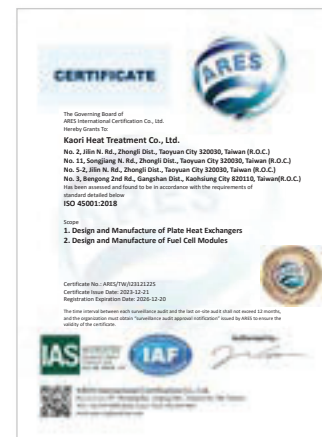 CERTIFICATE
ARES
The Governing Board of
ARES International Certification Co., Ltd.
Hereby Grants To:
Kaori Heat Treatment Co., Ltd.
No. 2, Jilin N. Rd., Zhongli Dist., Taoyuan City 320030, Taiwan (R.O.C.)
No. 11, Songjiang N. Rd., Zhongli Dist., Taoyuan City 320030, Taiwan (R.O.C.)
No. 5-2, Jilin N. Rd., Zhongli Dist., Taoyuan City 320030, Taiwan (R.O.C.)
No. 3, Bengong 2nd Rd., Gangshan Dist., Kaohsiung City 820110, Taiwan(R.O.C.)
Has been assessed and found to be in accordance with the requirements of
standard detailed below
ISO 45001:2018
Scope
1. Design and Manufacture of Plate Heat Exchangers
2. Design and Manufacture of Fuel Cell Modules
Certificate No.: ARES/TW/I2312122S
Certificate Issue Date: 2023-12-21
Registration Expiration Date: 2026-12-20
The time interval between each surveillance audit and the last on-site audit shall not exceed 12 months,
and the organization must obtain "surveillance audit approval notification" issued by ARES to ensure the
validity of the certificate.
IAS
IAF
ARES International Certification Co., Ltd.